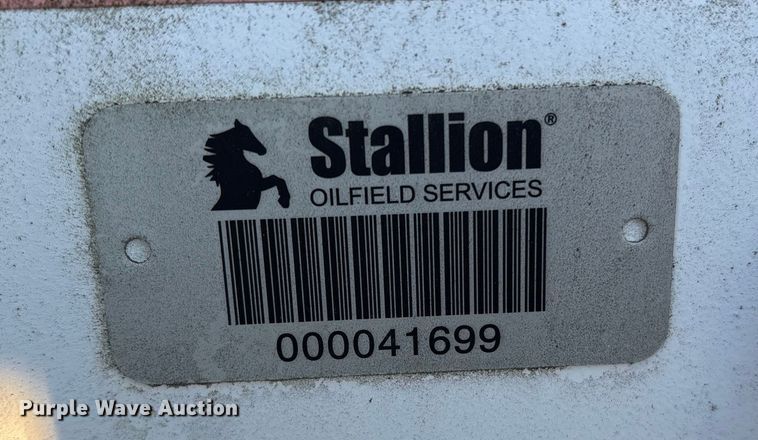 Stallion®
OILFIELD SERVICES
000041699
Purple Wave Auction